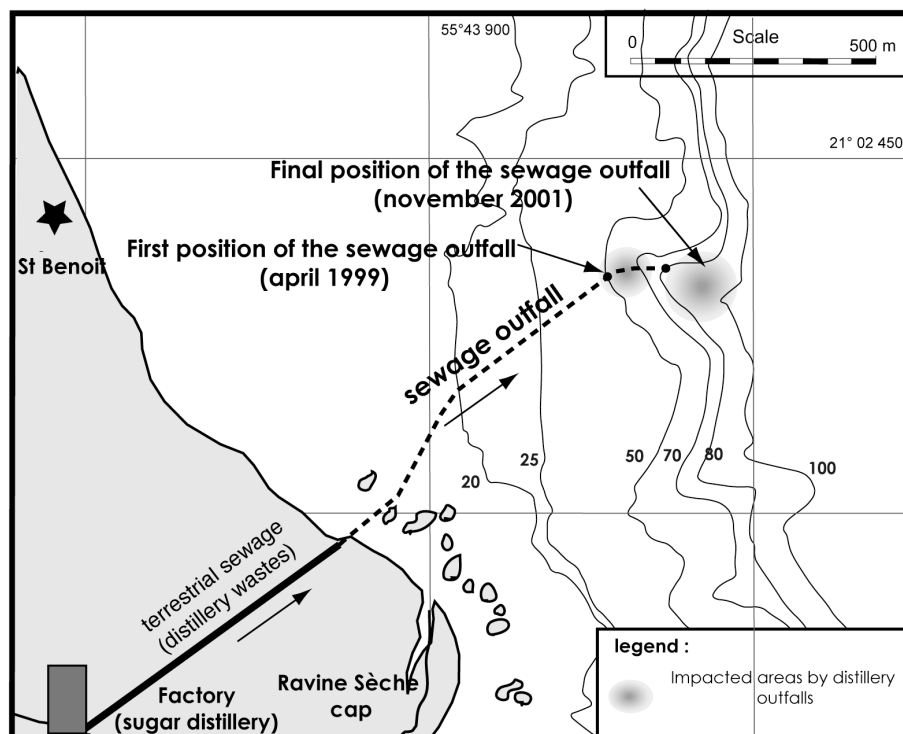 55°43 900
0
Scale
500 m
21° 02 450
Final position of the sewage outfall
(november 2001)
First position of the sewage outfall
(april 1999)
St Benoit
sewage outfall
20
25
50
70
80
100
terrestrial sewage
(distillery wastes)
Factory
(sugar distillery)
Ravine Sèche
cap
legend :
Impacted areas by distillery
outfalls